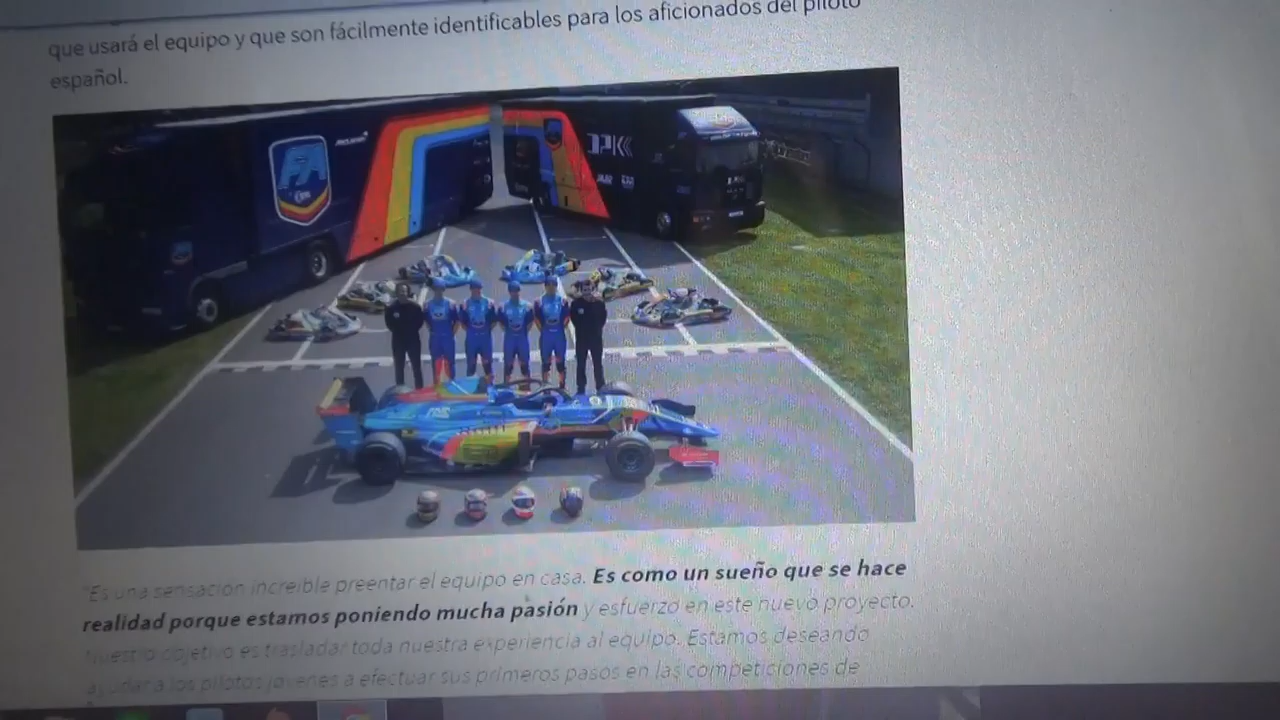 que usará el equipo y que son fácilmente identificables para los aficionados del piloto
español.
FA
"Es una sensación increíble preentar el equipo en casa. Es como un sueño que se hace
realidad porque estamos poniendo mucha pasión y esfuerzo en este nuevo proyecto.
Nuestro objetivo es trasladar toda nuestra experiencia al equipo. Estamos deseando
ayudar a los pilotos jóvenes a efectuar sus primeros pasos en las competiciones de